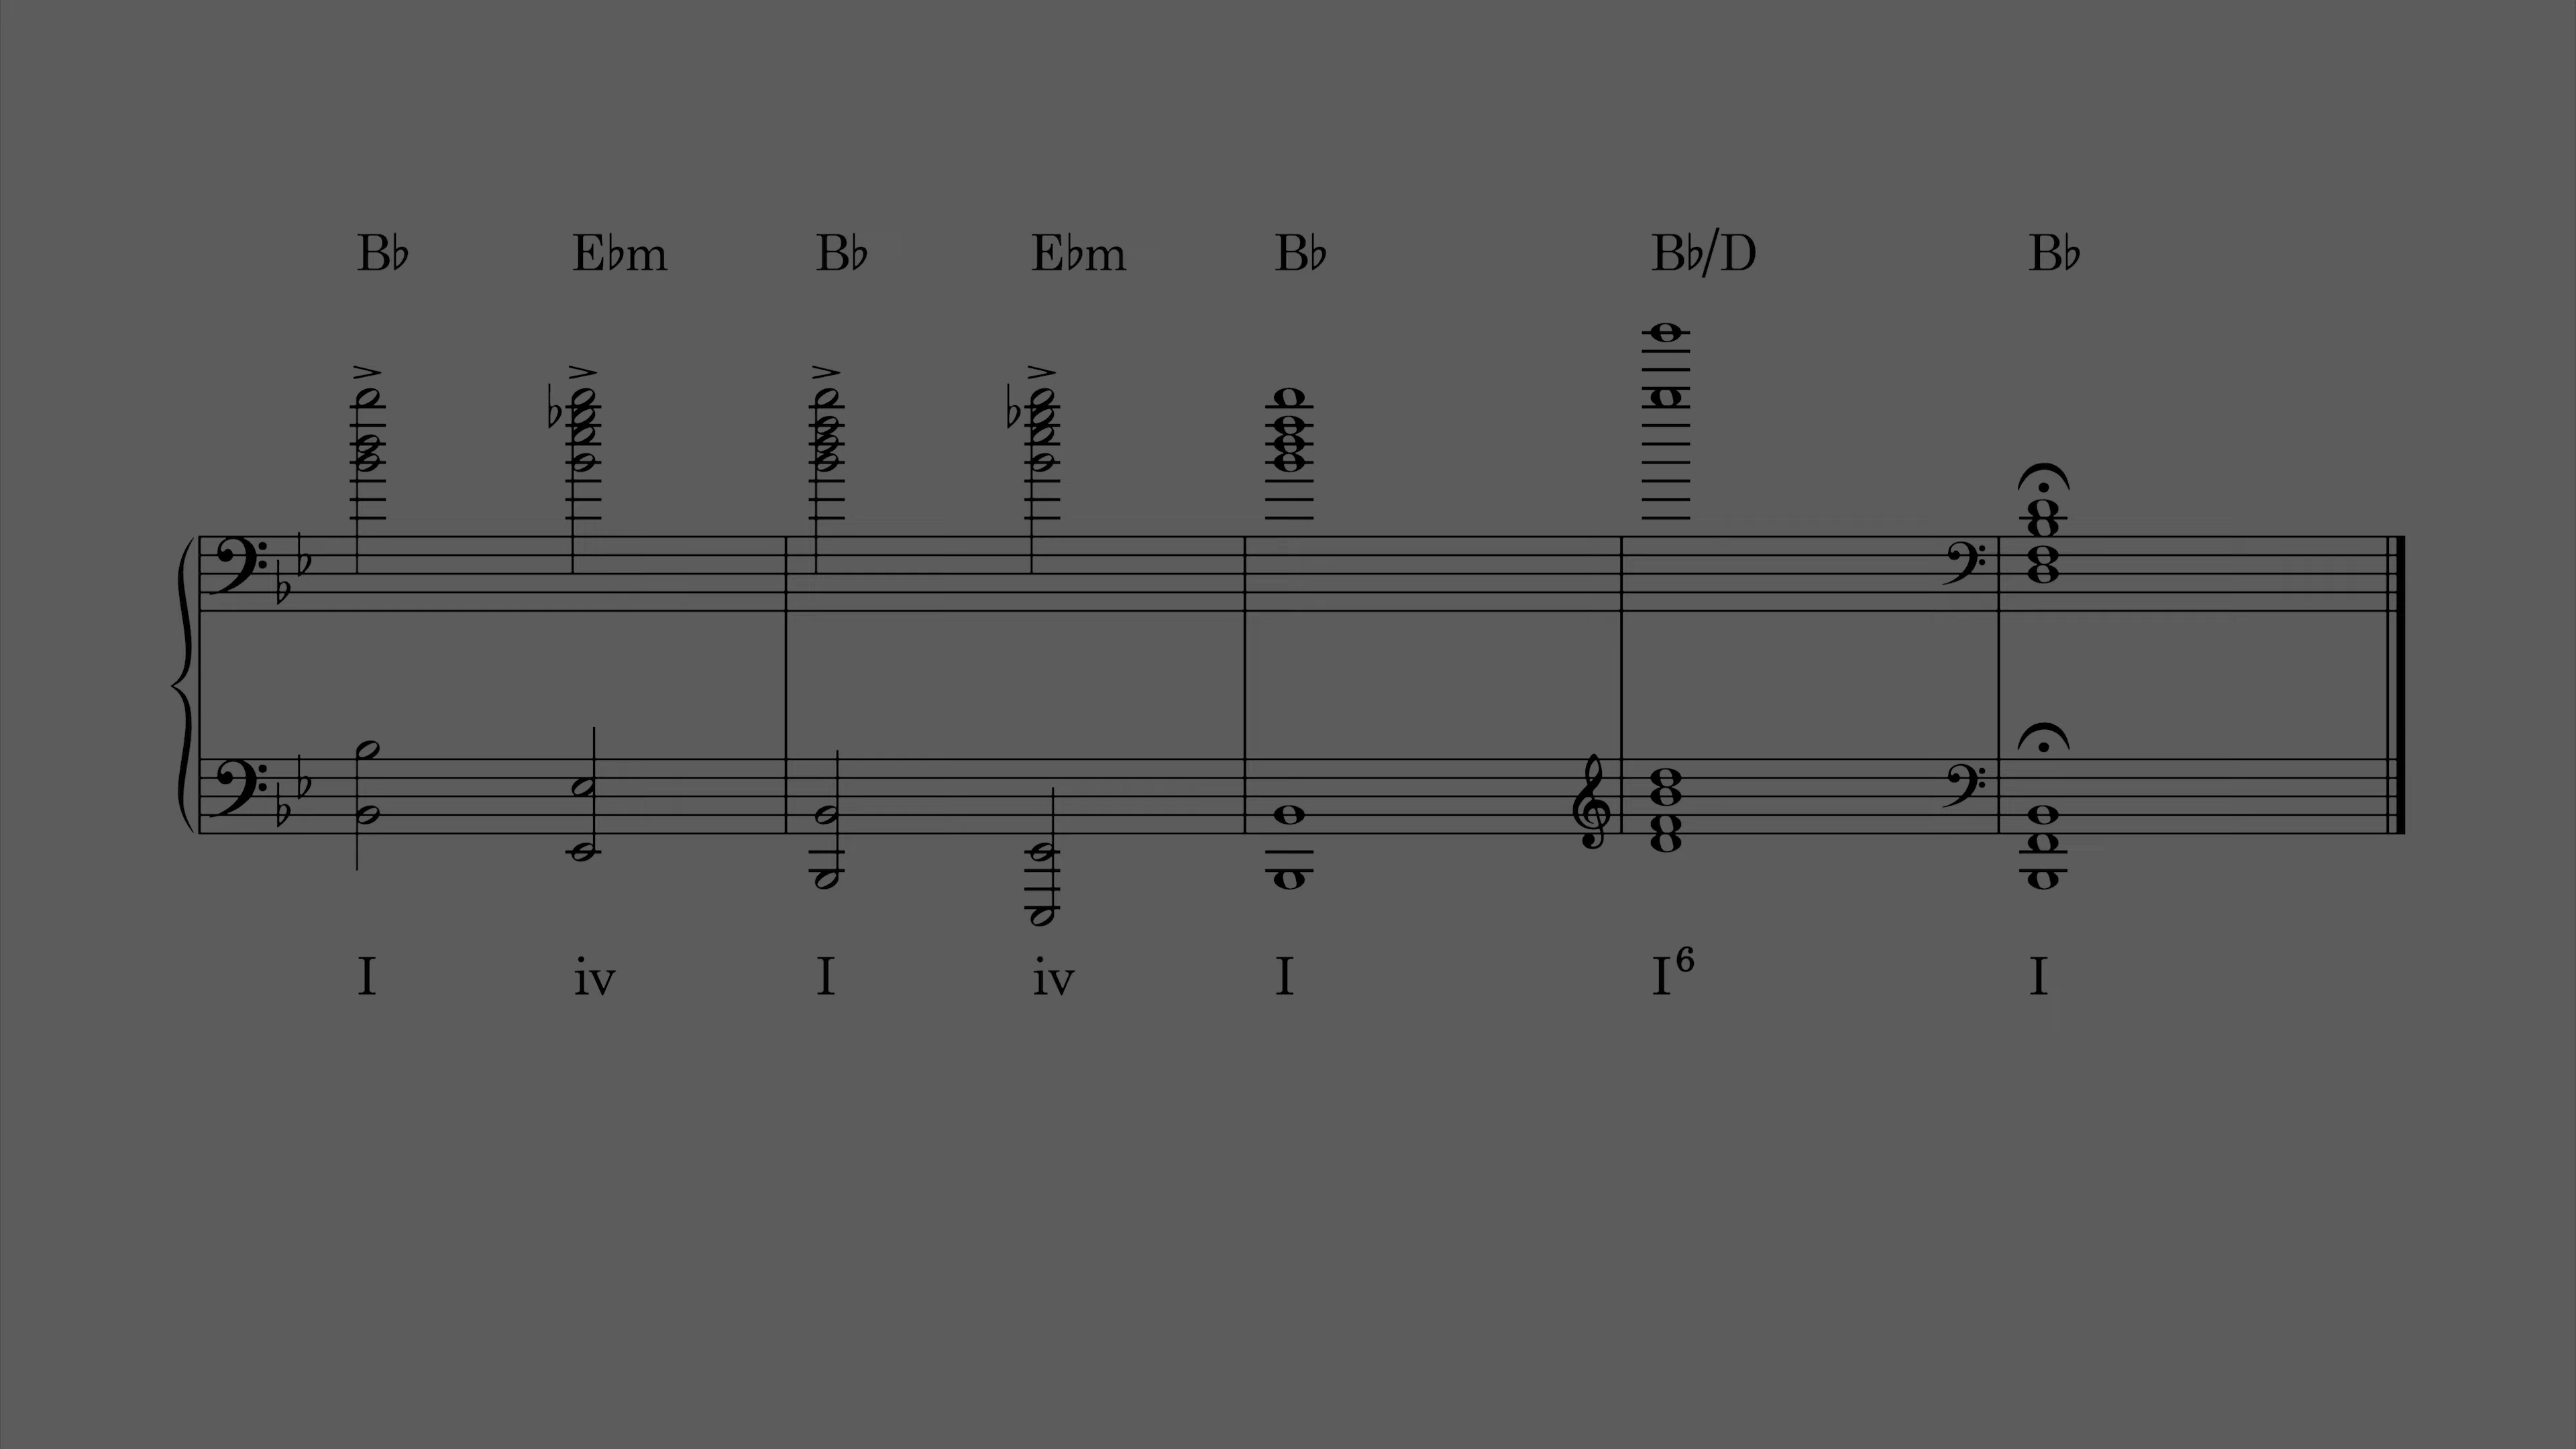 B♭ E♭m B♭ E♭m B♭ B♭/D B♭
I iv I iv I I⁶ I